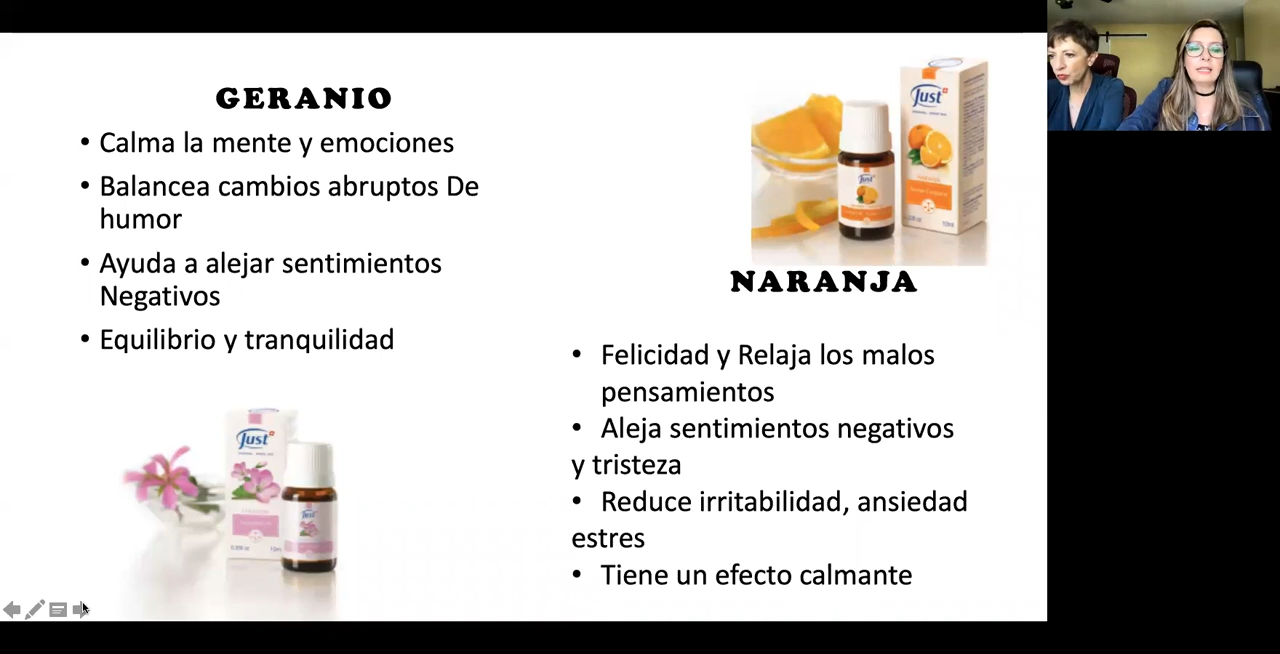 GERANIO
• Calma la mente y emociones
• Balancea cambios abruptos De
humor
• Ayuda a alejar sentimientos
Negativos
• Equilibrio y tranquilidad
Just
Just
Just
Just
NARANJA
• Felicidad y Relaja los malos
pensamientos
• Aleja sentimientos negativos
y tristeza
• Reduce irritabilidad, ansiedad
estres
• Tiene un efecto calmante